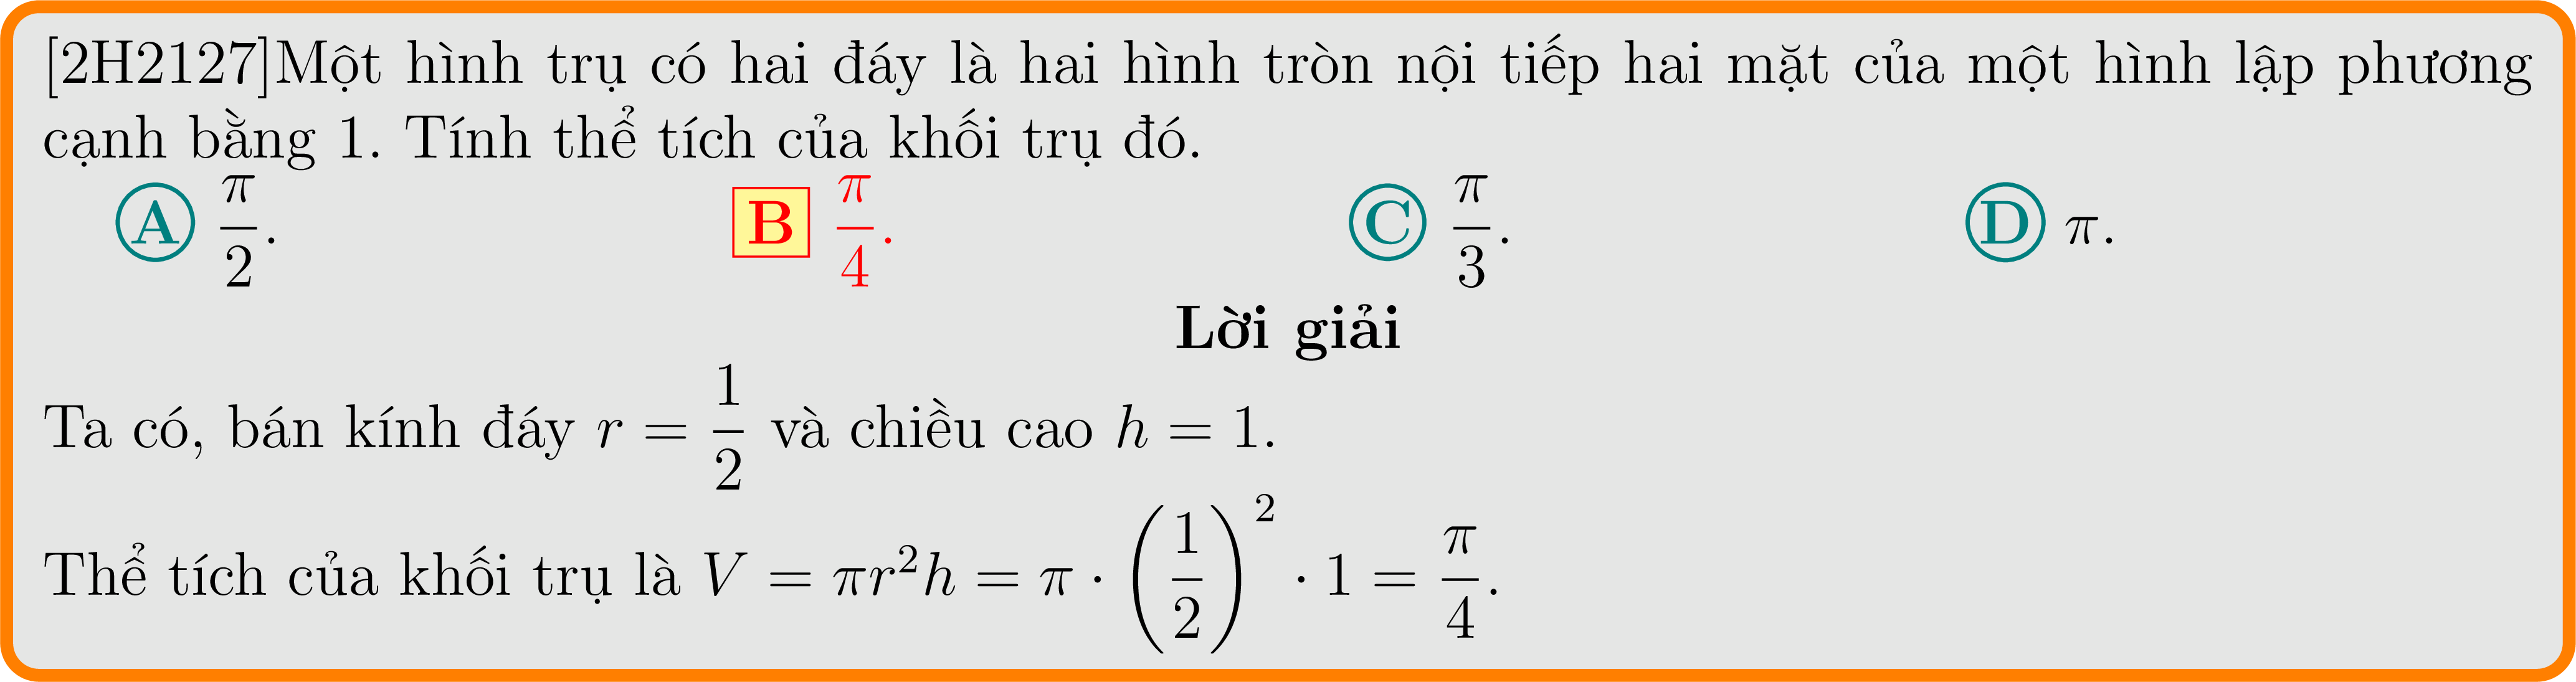 [2H2127]Một hình trụ có hai đáy là hai hình tròn nội tiếp hai mặt của một hình lập phương
cạnh bằng 1. Tính thể tích của khối trụ đó.
A $\frac{\pi}{2}$. B $\frac{\pi}{4}$. C $\frac{\pi}{3}$. D $\pi$.
Lời giải
Ta có, bán kính đáy $r = \frac{1}{2}$ và chiều cao $h = 1$.
Thể tích của khối trụ là $V = \pi r^2 h = \pi \cdot \left(\frac{1}{2}\right)^2 \cdot 1 = \frac{\pi}{4}$.